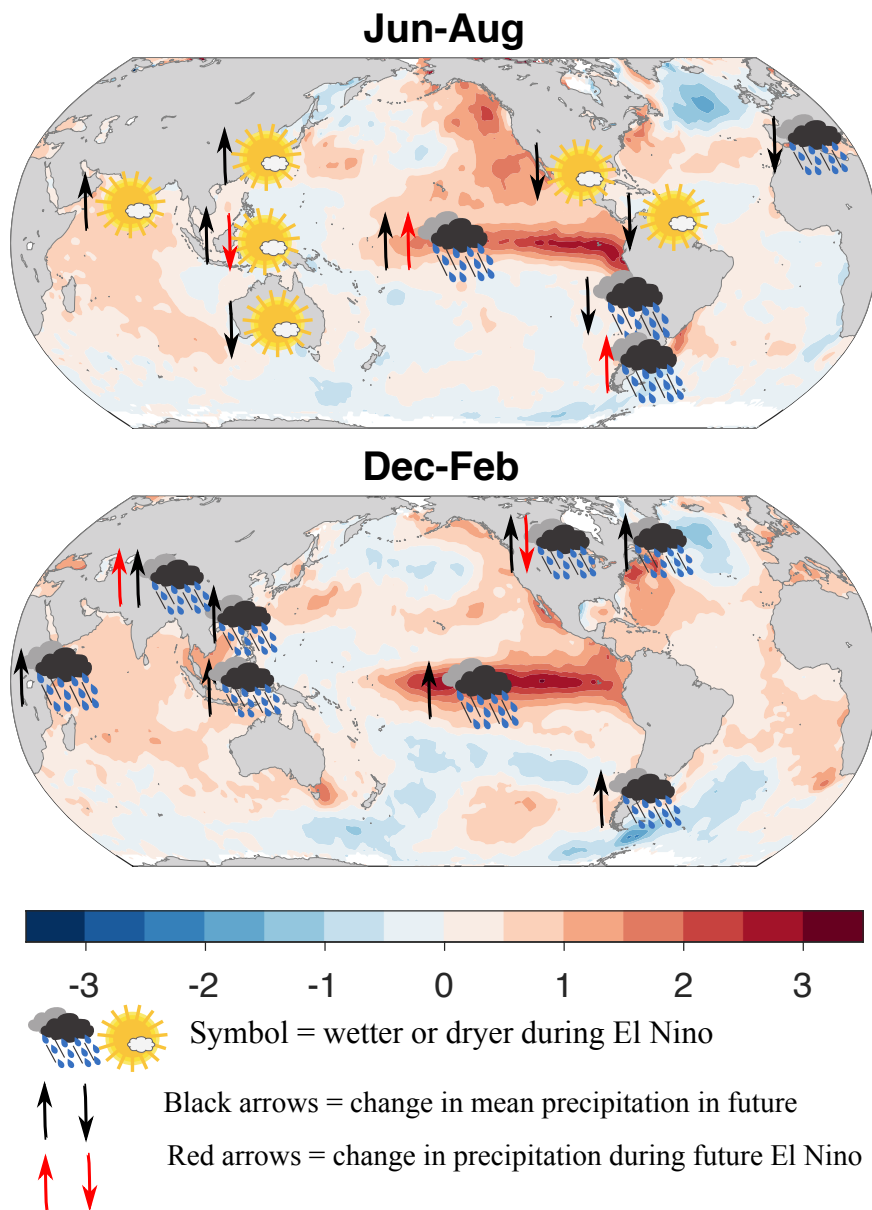 Jun-Aug
Dec-Feb
-3 -2 -1 0 1 2 3
Symbol = wetter or dryer during El Nino
Black arrows = change in mean precipitation in future
Red arrows = change in precipitation during future El Nino